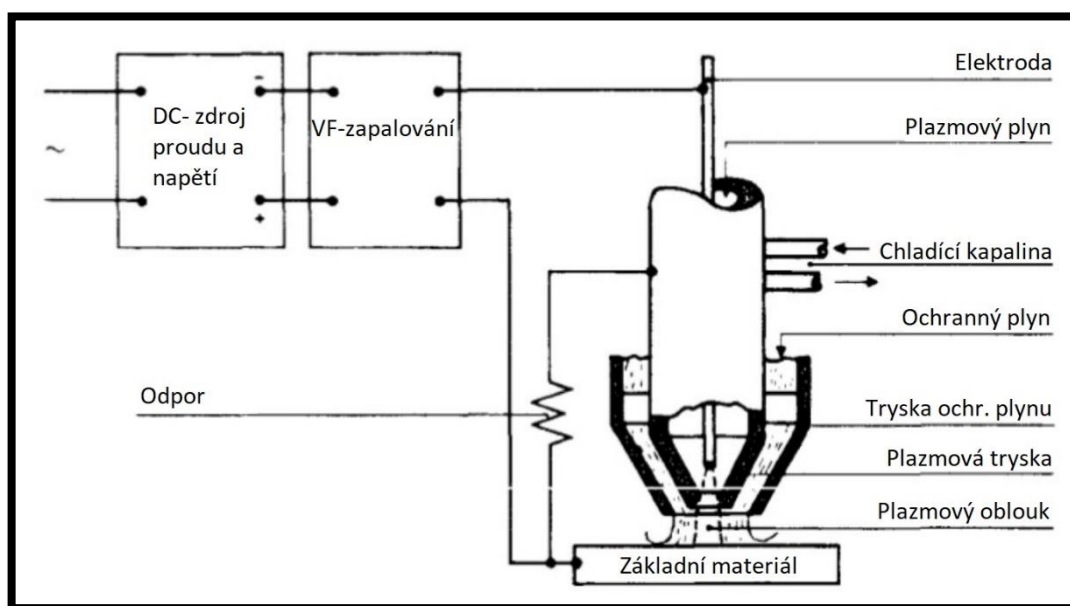 DC- zdroj
proudu a
napětí
-
+
~
VF-zapalování
Elektroda
Plazmový plyn
Chladící kapalina
Ochranný plyn
Odpor
Tryska ochr. plynu
Plazmová tryska
Plazmový oblouk
Základní materiál